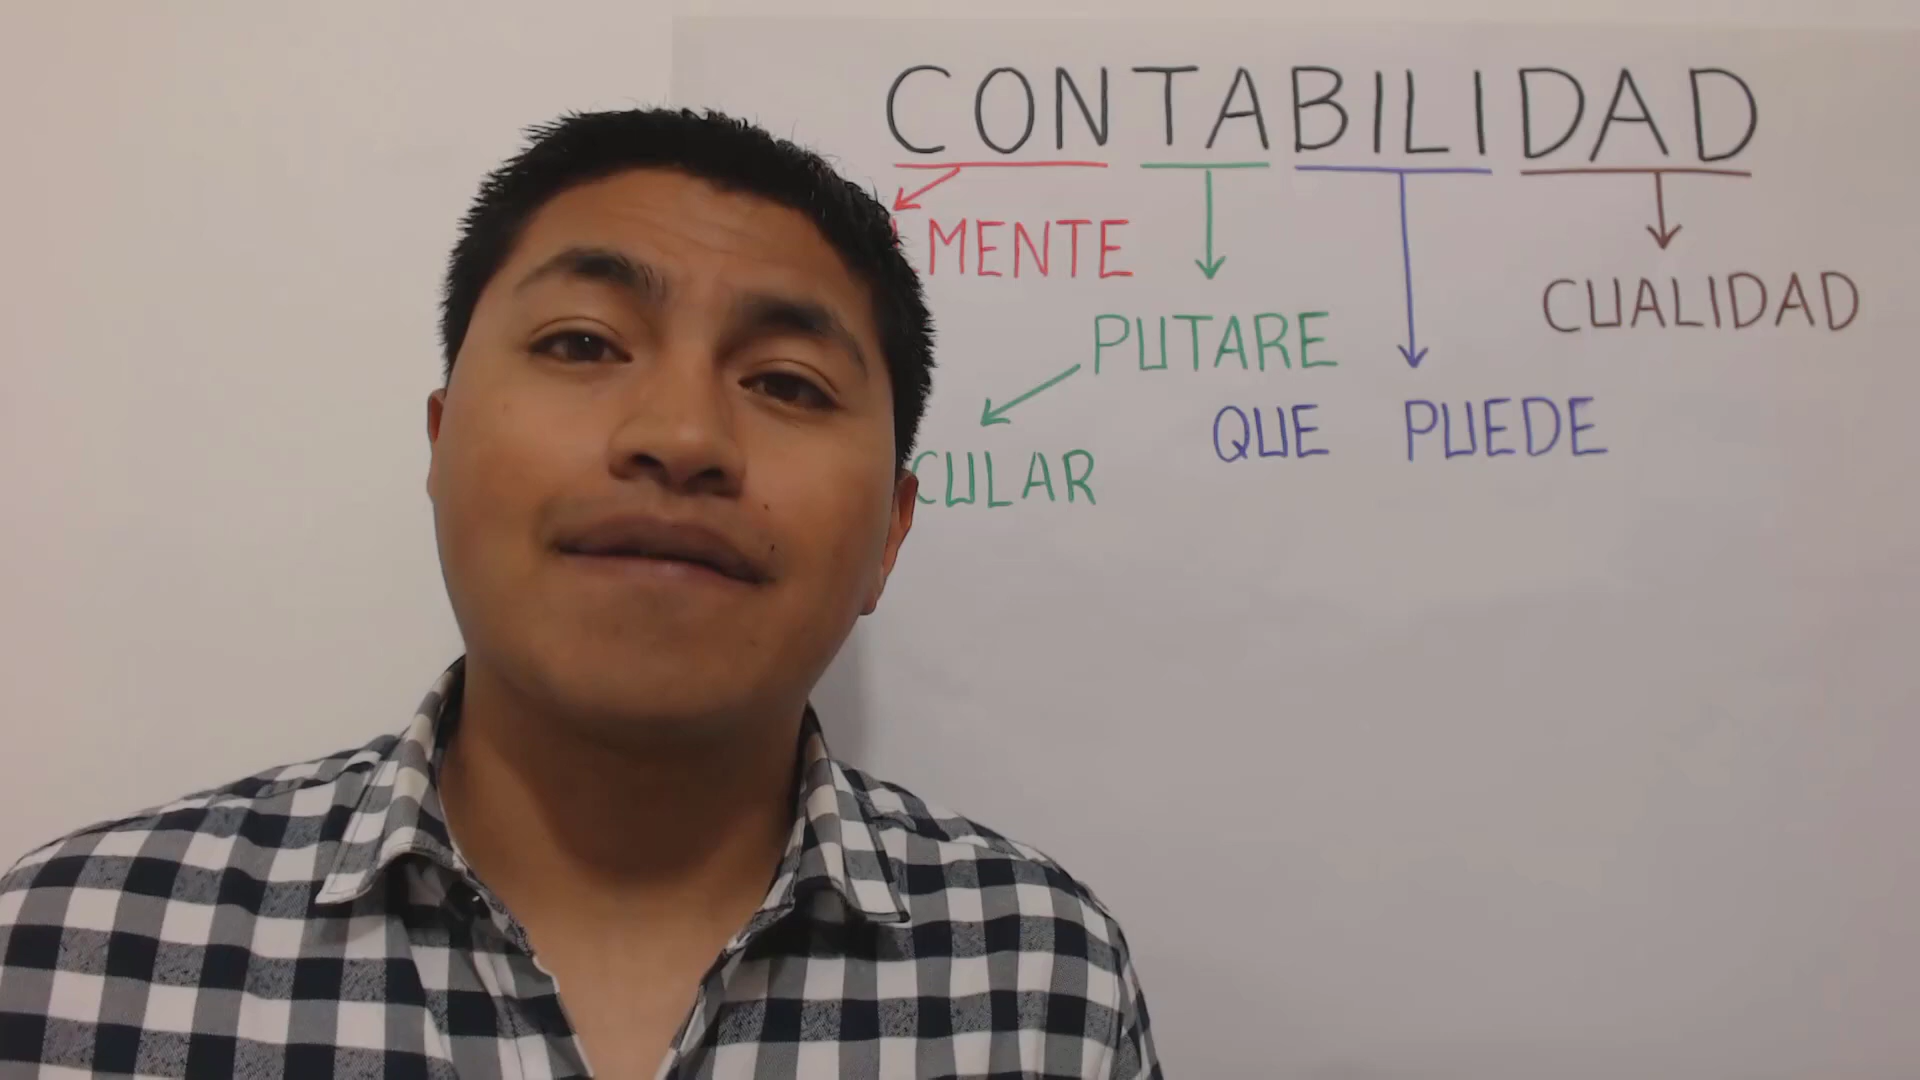 CONTABILIDAD
MENTE
CUALIDAD
PUTARE
QUE PUEDE
CULAR